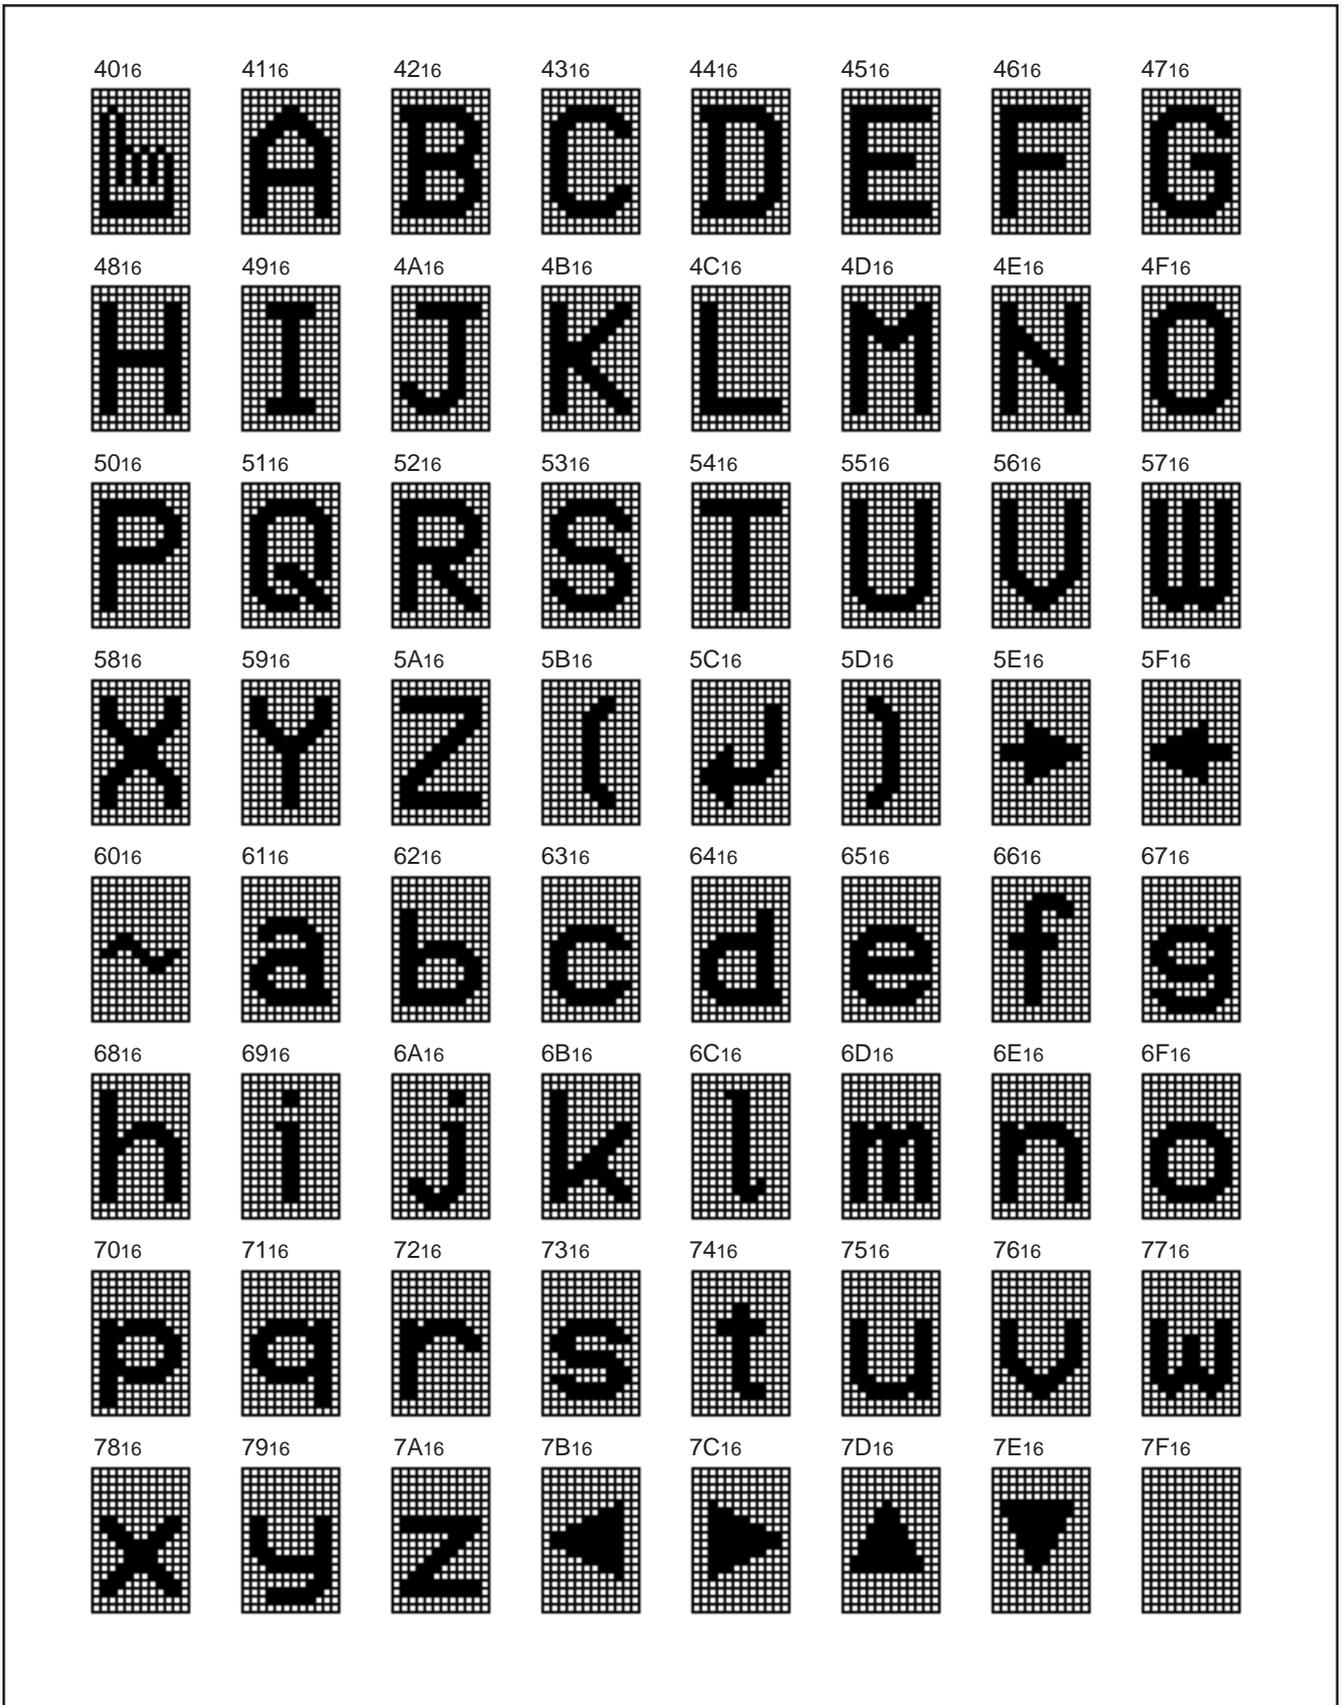 4016 4116 4216 4316 4416 4516 4616 4716
A B C D E F G
4816 4916 4A16 4B16 4C16 4D16 4E16 4F16
H I J K L M N O
5016 5116 5216 5316 5416 5516 5616 5716
P Q R S T U V W
5816 5916 5A16 5B16 5C16 5D16 5E16 5F16
X Y Z ( ↲ ) → ←
6016 6116 6216 6316 6416 6516 6616 6716
~ a b c d e f g
6816 6916 6A16 6B16 6C16 6D16 6E16 6F16
h i j k l m n o
7016 7116 7216 7316 7416 7516 7616 7716
p q r s t u v w
7816 7916 7A16 7B16 7C16 7D16 7E16 7F16
x y z ◀ ▶ ▲ ▼